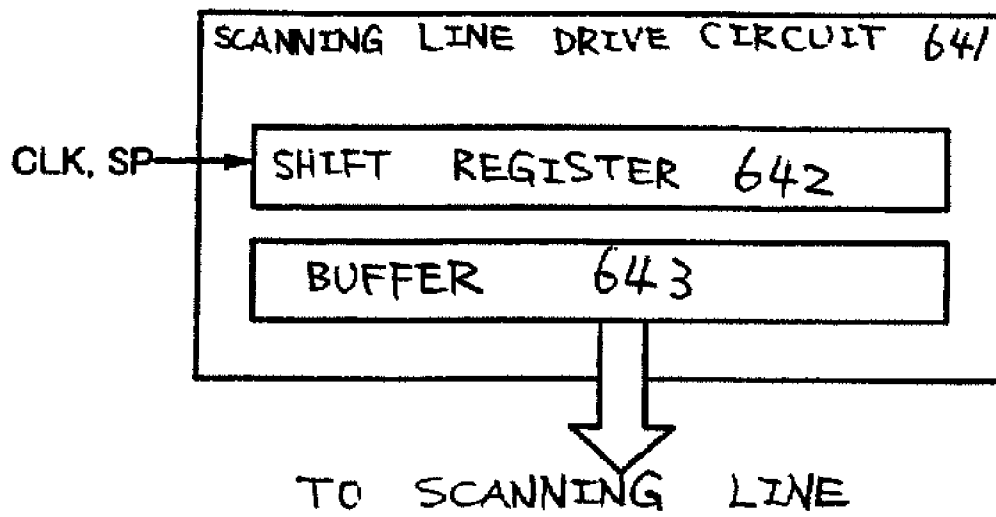 SCANNING LINE DRIVE CIRCUIT 641
CLK, SP
SHIFT REGISTER 642
BUFFER 643
TO SCANNING LINE